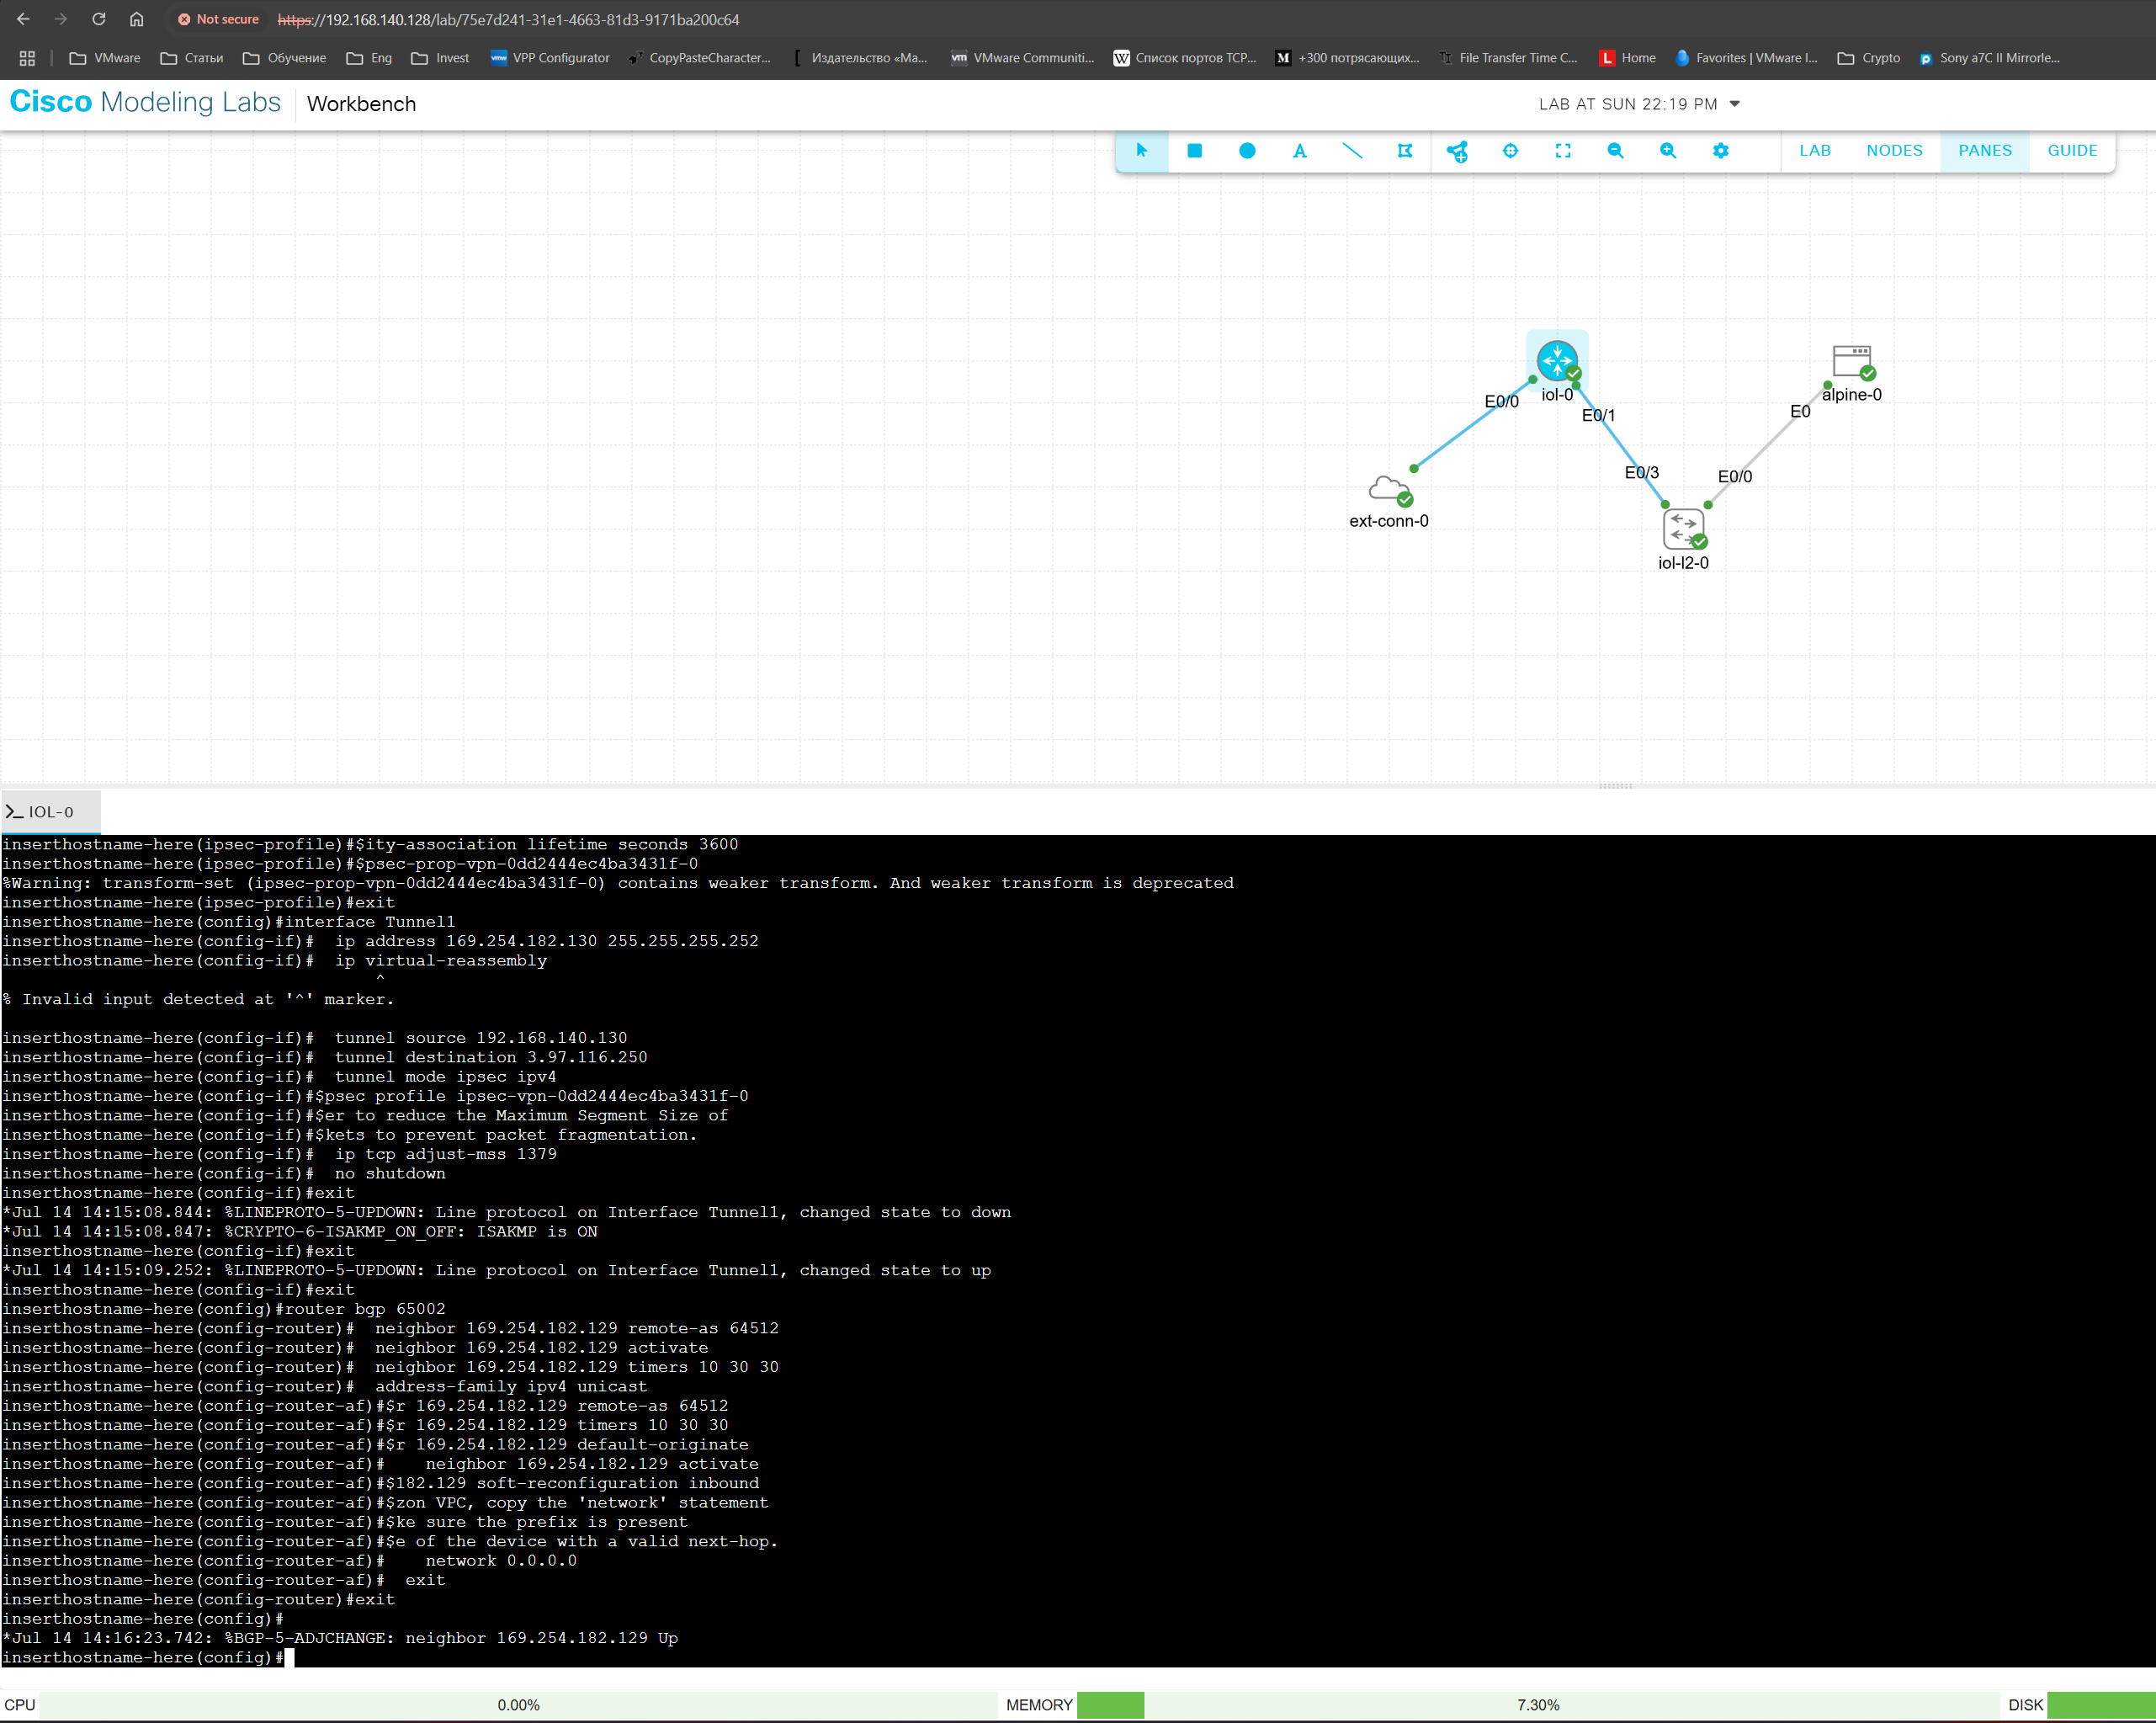 Not secure https://192.168.140.128/lab/75e7d241-31e1-4663-81d3-9171ba200c64
VMware Статьи Обучение Eng Invest vmw VPP Configurator CopyPasteCharacter... [ Издательство «Ма... vm VMware Communiti... W Список портов TCP... M +300 потрясающих... File Transfer Time C... L Home Favorites | VMware I... Crypto Sony a7C II Mirrorle...
Cisco Modeling Labs Workbench LAB AT SUN 22:19 PM
A LAB NODES PANES GUIDE
iol-0
alpine-0
E0/0
E0/1
E0
E0/3
E0/0
ext-conn-0
iol-l2-0
>_ IOL-0
inserthostname-here(ipsec-profile)#$ity-association lifetime seconds 3600
inserthostname-here(ipsec-profile)#$psec-prop-vpn-0dd2444ec4ba3431f-0
%Warning: transform-set (ipsec-prop-vpn-0dd2444ec4ba3431f-0) contains weaker transform. And weaker transform is deprecated
inserthostname-here(ipsec-profile)#exit
inserthostname-here(config)#interface Tunnel1
inserthostname-here(config-if)#  ip address 169.254.182.130 255.255.255.252
inserthostname-here(config-if)#  ip virtual-reassembly
^
% Invalid input detected at '^' marker.
inserthostname-here(config-if)#  tunnel source 192.168.140.130
inserthostname-here(config-if)#  tunnel destination 3.97.116.250
inserthostname-here(config-if)#  tunnel mode ipsec ipv4
inserthostname-here(config-if)#$psec profile ipsec-vpn-0dd2444ec4ba3431f-0
inserthostname-here(config-if)#$er to reduce the Maximum Segment Size of
inserthostname-here(config-if)#$kets to prevent packet fragmentation.
inserthostname-here(config-if)#  ip tcp adjust-mss 1379
inserthostname-here(config-if)#  no shutdown
inserthostname-here(config-if)#exit
*Jul 14 14:15:08.844: %LINEPROTO-5-UPDOWN: Line protocol on Interface Tunnel1, changed state to down
*Jul 14 14:15:08.847: %CRYPTO-6-ISAKMP_ON_OFF: ISAKMP is ON
inserthostname-here(config-if)#exit
*Jul 14 14:15:09.252: %LINEPROTO-5-UPDOWN: Line protocol on Interface Tunnel1, changed state to up
inserthostname-here(config-if)#exit
inserthostname-here(config)#router bgp 65002
inserthostname-here(config-router)#  neighbor 169.254.182.129 remote-as 64512
inserthostname-here(config-router)#  neighbor 169.254.182.129 activate
inserthostname-here(config-router)#  neighbor 169.254.182.129 timers 10 30 30
inserthostname-here(config-router)#  address-family ipv4 unicast
inserthostname-here(config-router-af)#$r 169.254.182.129 remote-as 64512
inserthostname-here(config-router-af)#$r 169.254.182.129 timers 10 30 30
inserthostname-here(config-router-af)#$r 169.254.182.129 default-originate
inserthostname-here(config-router-af)#    neighbor 169.254.182.129 activate
inserthostname-here(config-router-af)#$182.129 soft-reconfiguration inbound
inserthostname-here(config-router-af)#$zon VPC, copy the 'network' statement
inserthostname-here(config-router-af)#$ke sure the prefix is present
inserthostname-here(config-router-af)#$e of the device with a valid next-hop.
inserthostname-here(config-router-af)#    network 0.0.0.0
inserthostname-here(config-router-af)#  exit
inserthostname-here(config-router)#exit
inserthostname-here(config)#
*Jul 14 14:16:23.742: %BGP-5-ADJCHANGE: neighbor 169.254.182.129 Up
inserthostname-here(config)#
CPU 0.00% MEMORY 7.30% DISK